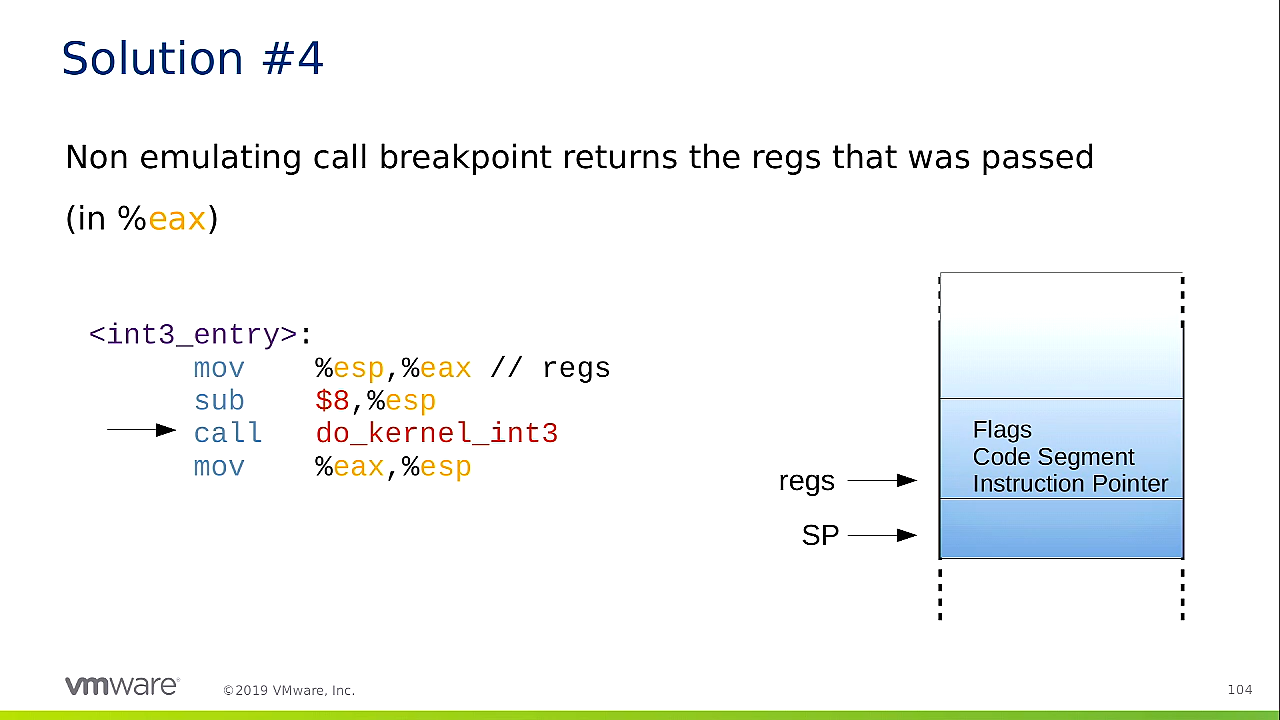 Solution #4
Non emulating call breakpoint returns the regs that was passed
(in %eax)
<int3_entry>:
mov %esp,%eax // regs
sub $8,%esp
call do_kernel_int3
mov %eax,%esp
Flags
Code Segment
Instruction Pointer
regs
SP
vmware
©2019 VMware, Inc.
104